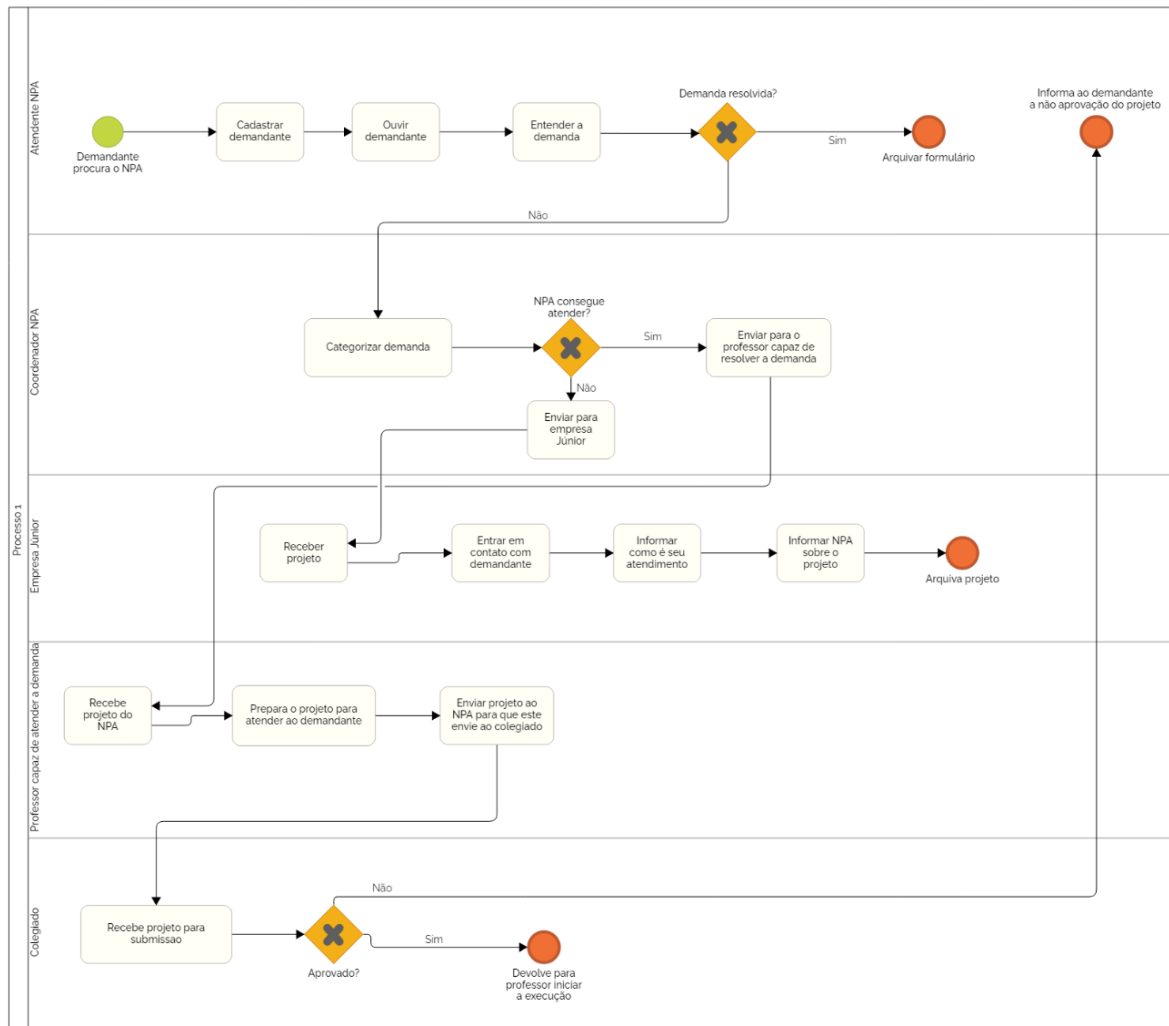 Processo 1
Atendente NPA
Demandante
procura o NPA
Cadastrar
demandante
Ouvir
demandante
Entender a
demanda
Demanda resolvida?
Sim
Não
Arquivar formulário
Informa ao demandante
a não aprovação do projeto
Coordenador NPA
Categorizar demanda
NPA consegue
atender?
Sim
Não
Enviar para o
professor capaz de
resolver a demanda
Enviar para
empresa
Júnior
Empresa Júnior
Receber
projeto
Entrar em
contato com
demandante
Informar
como é seu
atendimento
Informar NPA
sobre o
projeto
Arquiva projeto
Professor capaz de atender a demanda
Recebe
projeto do
NPA
Prepara o projeto para
atender ao demandante
Enviar projeto ao
NPA para que este
envie ao colegiado
Colegiado
Recebe projeto para
submissao
Aprovado?
Não
Sim
Devolve para
professor iniciar
a execução